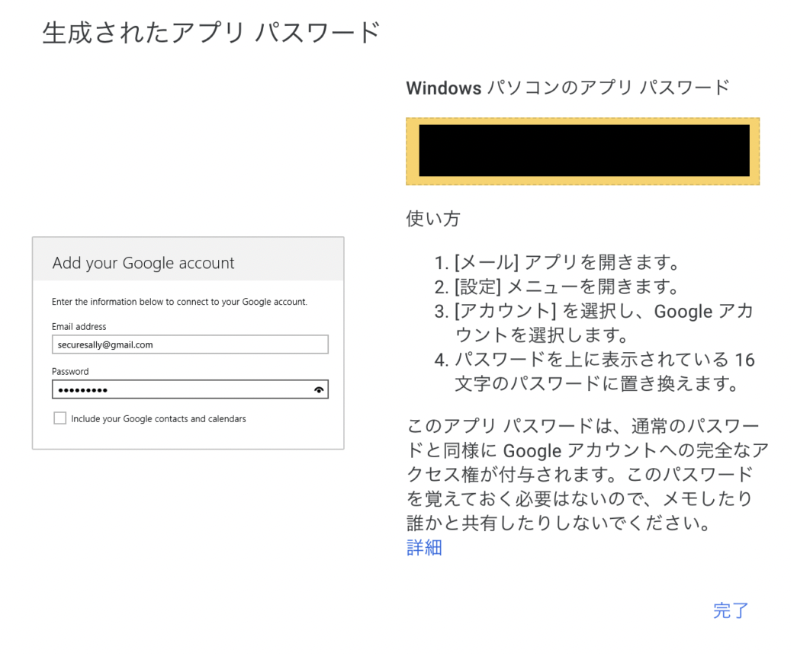 生成されたアプリ パスワード
Windows パソコンのアプリ パスワード
使い方
1. [メール] アプリを開きます。
2. [設定] メニューを開きます。
3. [アカウント] を選択し、Google アカ
ウントを選択します。
4. パスワードを上に表示されている 16
文字のパスワードに置き換えます。
このアプリ パスワードは、通常のパスワー
ドと同様に Google アカウントへの完全なア
クセス権が付与されます。このパスワード
を覚えておく必要はないので、メモしたり
誰かと共有したりしないでください。
詳細
完了
Add your Google account
Enter the information below to connect to your Google account.
Email address
securesally@gmail.com
Password
•••••••••
Include your Google contacts and calendars